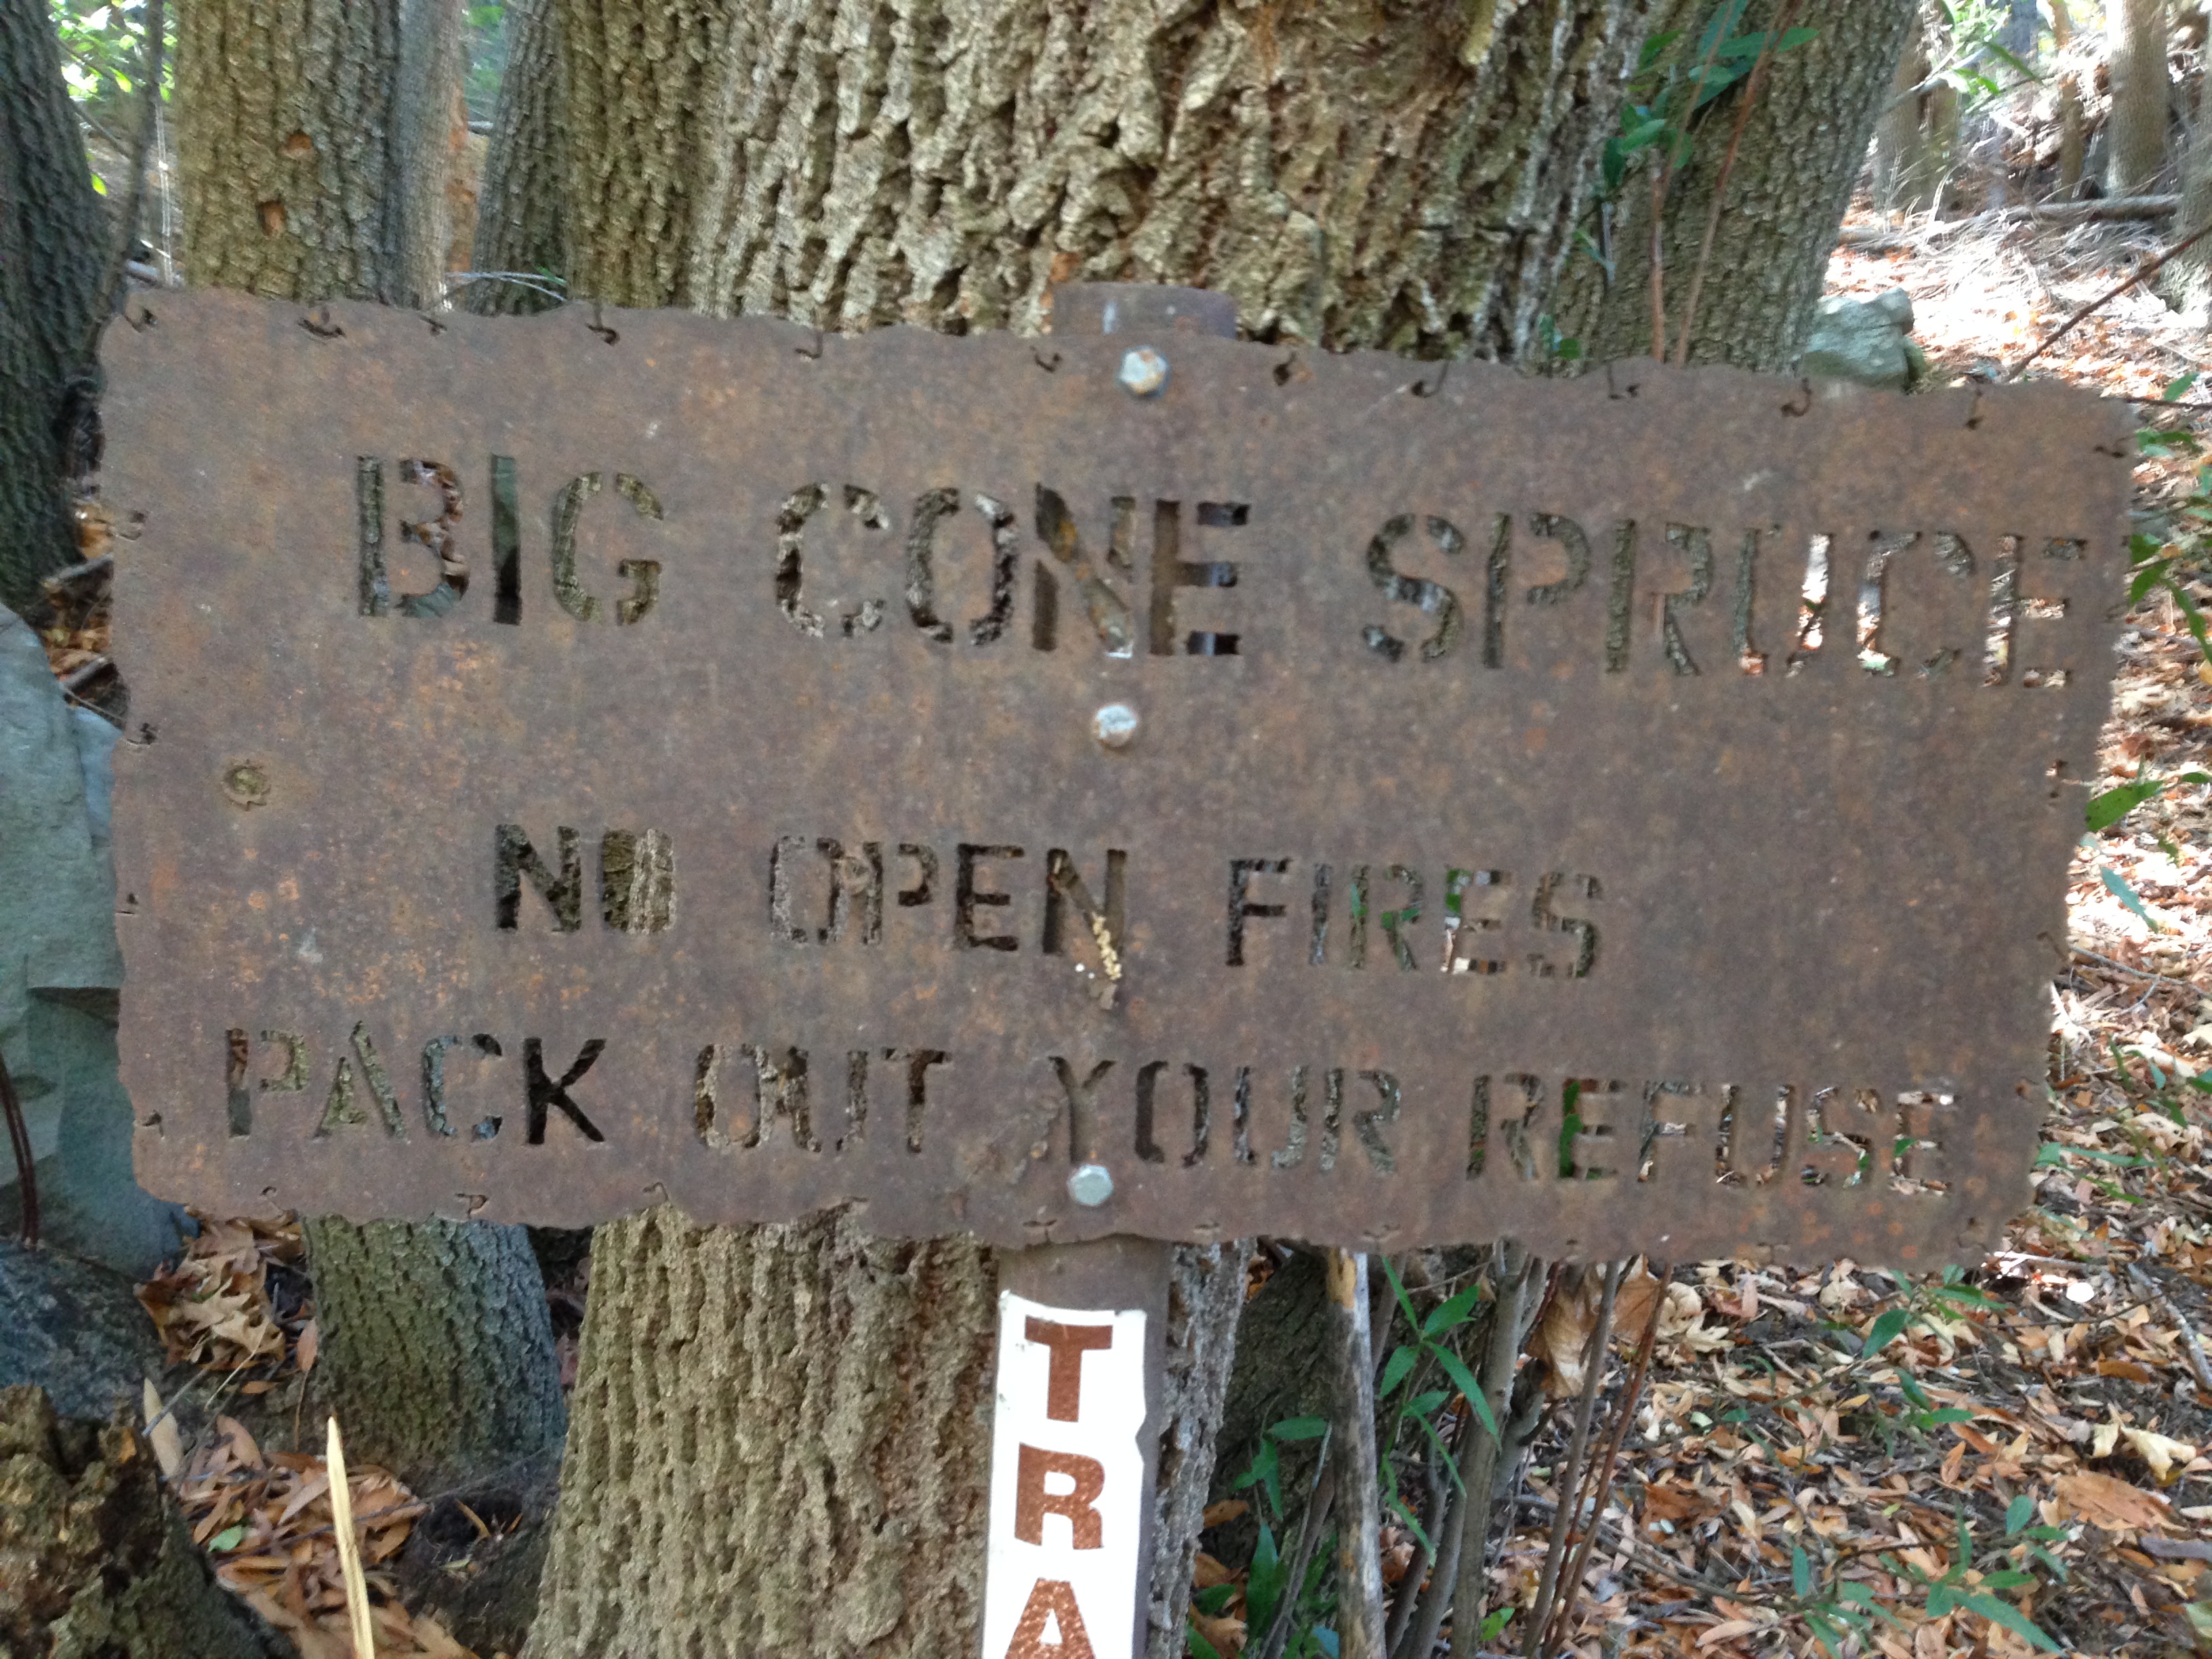 BIG CONE SPRUCE
NO OPEN FIRES
PACK OUT YOUR REFUSE
TRA